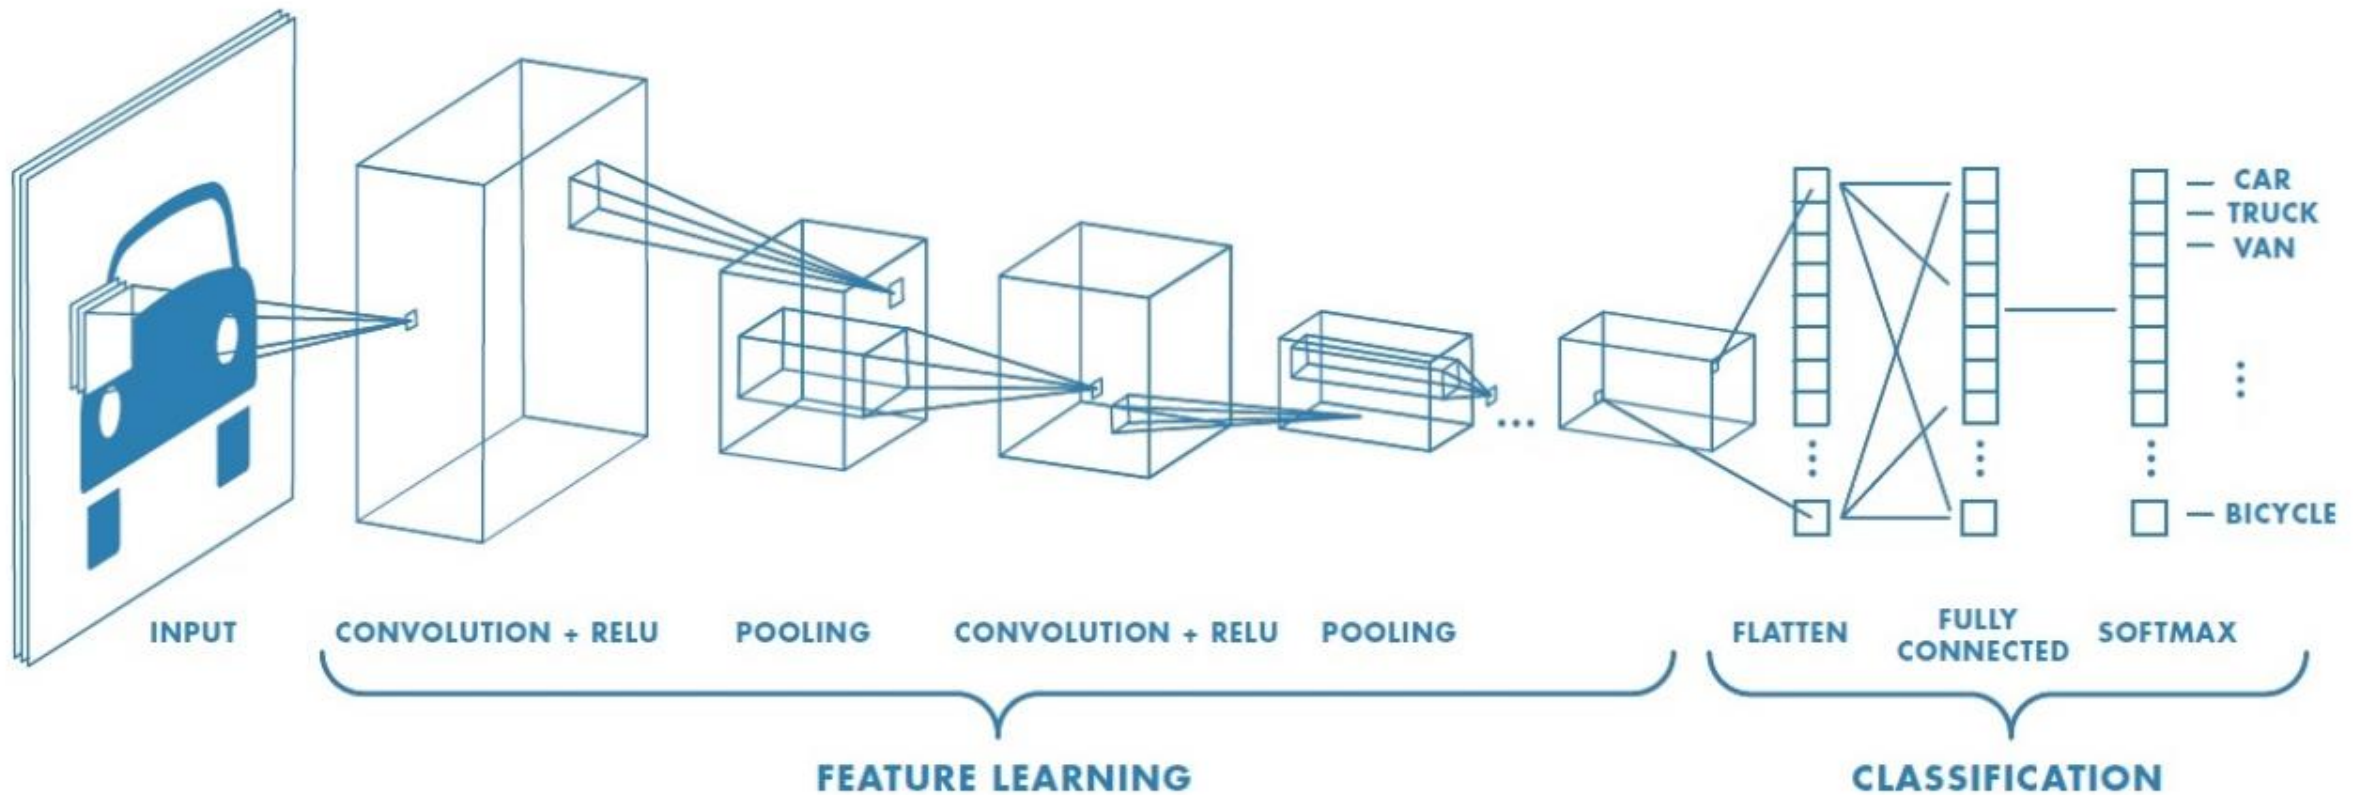 CAR
TRUCK
VAN
BICYCLE
INPUT
CONVOLUTION + RELU
POOLING
CONVOLUTION + RELU
POOLING
FLATTEN
FULLY
CONNECTED
SOFTMAX
FEATURE LEARNING
CLASSIFICATION